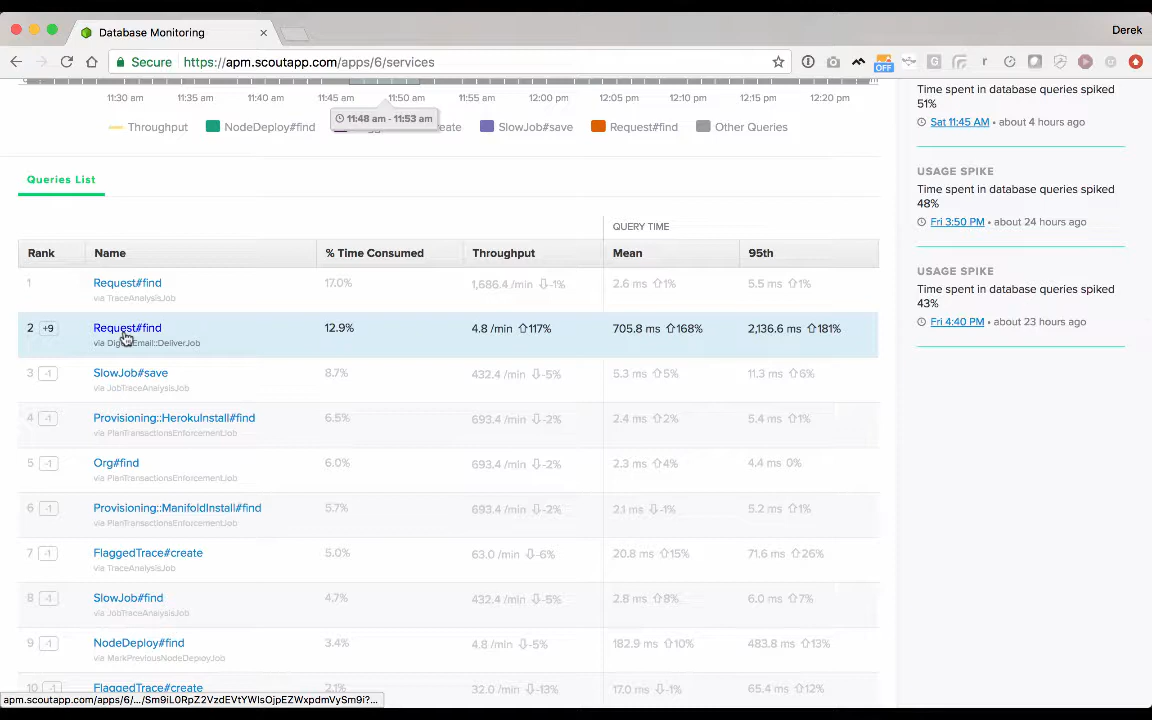 Database Monitoring
Derek
Secure https://apm.scoutapp.com/apps/6/services
OFF
11:30 am 11:35 am 11:40 am 11:45 am 11:50 am 11:55 am 12:00 pm 12:05 pm 12:10 pm 12:15 pm 12:20 pm
11:48 am - 11:53 am
Throughput NodeDeploy#find SlowJob#save Request#find Other Queries
Time spent in database queries spiked
51%
Sat 11:45 AM • about 4 hours ago
USAGE SPIKE
Time spent in database queries spiked
48%
Fri 3:50 PM • about 24 hours ago
USAGE SPIKE
Time spent in database queries spiked
43%
Fri 4:40 PM • about 23 hours ago
Queries List
QUERY TIME
Rank Name % Time Consumed Throughput Mean 95th
1 Request#find 17.0% 1,686.4 /min -1% 2.6 ms 1% 5.5 ms 1%
via TraceAnalysisJob
2 +9 Request#find 12.9% 4.8 /min 117% 705.8 ms 168% 2,136.6 ms 181%
via Email::DeliverJob
3 -1 SlowJob#save 8.7% 432.4 /min -5% 5.3 ms 5% 11.3 ms 6%
via JobTraceAnalysisJob
4 -1 Provisioning::HerokuInstall#find 6.5% 693.4 /min -2% 2.4 ms 2% 5.4 ms 1%
via PlanTransactionsEnforcementJob
5 -1 Org#find 6.0% 693.4 /min -2% 2.3 ms 4% 4.4 ms 0%
via PlanTransactionsEnforcementJob
6 -1 Provisioning::ManifoldInstall#find 5.7% 693.4 /min -2% 2.1 ms -1% 5.2 ms 1%
via PlanTransactionsEnforcementJob
7 -1 FlaggedTrace#create 5.0% 63.0 /min -6% 20.8 ms 15% 71.6 ms 26%
via TraceAnalysisJob
8 -1 SlowJob#find 4.7% 432.4 /min -5% 2.8 ms 8% 6.0 ms 7%
via JobTraceAnalysisJob
9 -1 NodeDeploy#find 3.4% 4.8 /min -5% 182.9 ms 10% 483.8 ms 13%
via MarkPreviousNodeDeployJob
10 -1 FlaggedTrace#create 2.1% 32.0 /min -13% 17.0 ms -1% 65.4 ms 12%